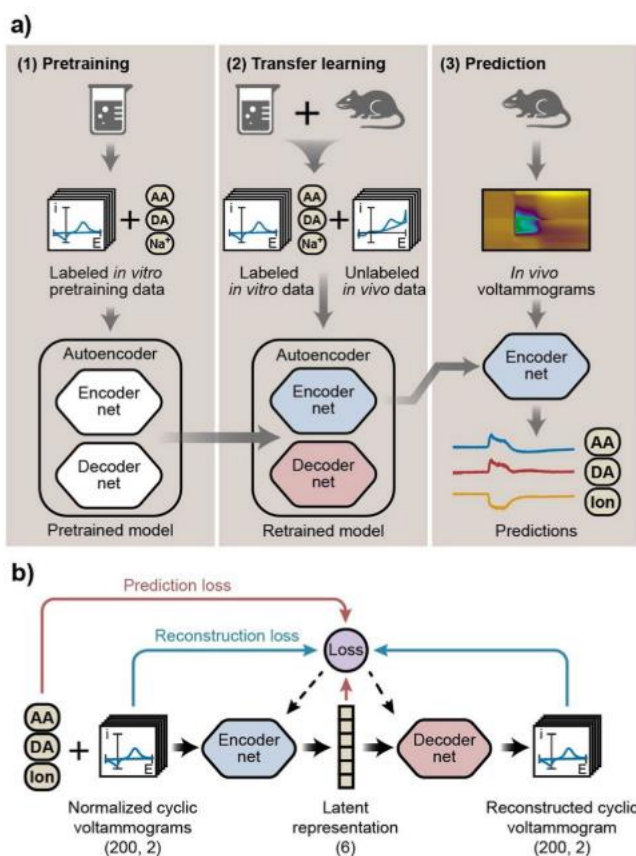 a)
(1) Pretraining
(2) Transfer learning
(3) Prediction
i
E
AA
DA
Na+
Labeled in vitro
pretraining data
i
E
AA
DA
Na+
i
E
Labeled
in vitro data
Unlabeled
in vivo data
In vivo
voltammograms
Autoencoder
Encoder
net
Decoder
net
Pretrained model
Autoencoder
Encoder
net
Decoder
net
Retrained model
Encoder
net
AA
DA
Ion
Predictions
b)
Prediction loss
Reconstruction loss
Loss
AA
DA
Ion
i
E
Encoder
net
Decoder
net
i
E
Normalized cyclic
voltammograms
(200, 2)
Latent
representation
(6)
Reconstructed cyclic
voltammogram
(200, 2)